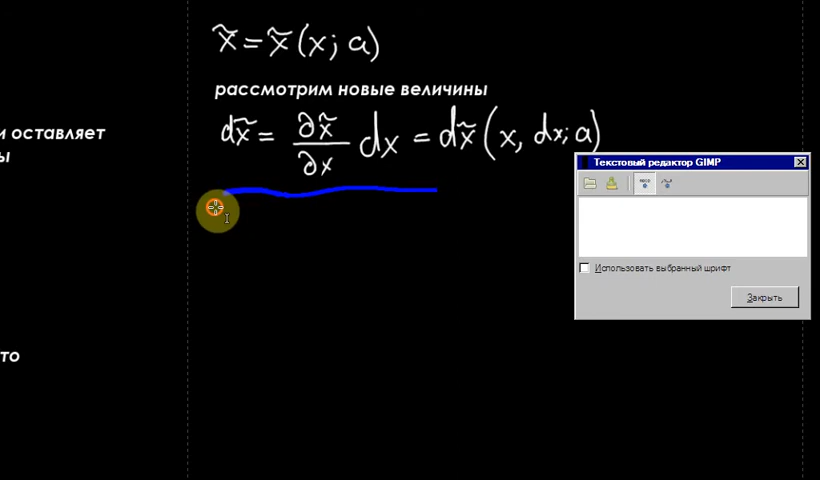 x̃ = x̃(x; a)
рассмотрим новые величины
и оставляет
ы
dx̃ = ∂x̃/∂x dx = dx̃(x, dx; a)
Текстовый редактор GIMP
Использовать выбранный шрифт
Закрыть
то